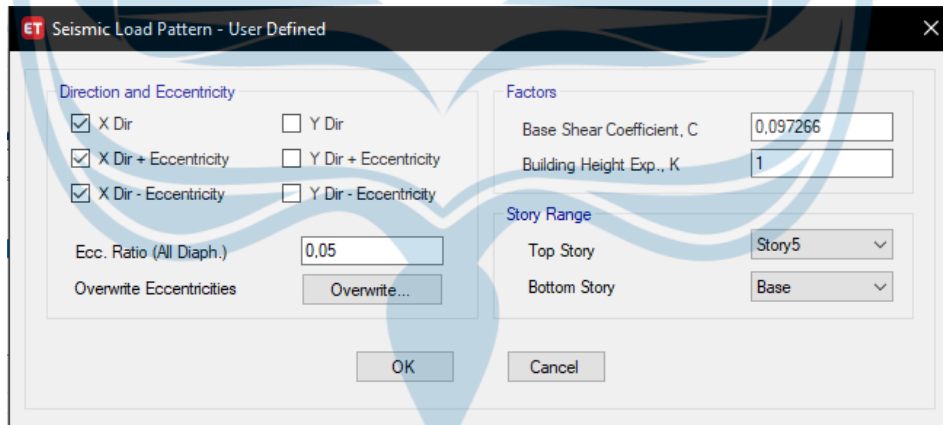 ET Seismic Load Pattern - User Defined
Direction and Eccentricity
X Dir
Y Dir
X Dir + Eccentricity
Y Dir + Eccentricity
X Dir - Eccentricity
Y Dir - Eccentricity
Ecc. Ratio (All Diaph.)
0,05
Overwrite Eccentricities
Overwrite...
Factors
Base Shear Coefficient, C
0,097266
Building Height Exp., K
1
Story Range
Top Story
Story5
Bottom Story
Base
OK
Cancel